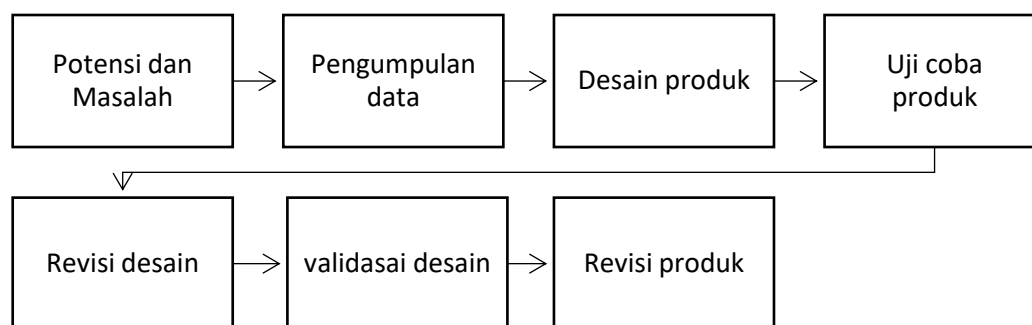 Potensi dan
Masalah
Pengumpulan
data
Desain produk
Uji coba
produk
Revisi desain
validasai desain
Revisi produk